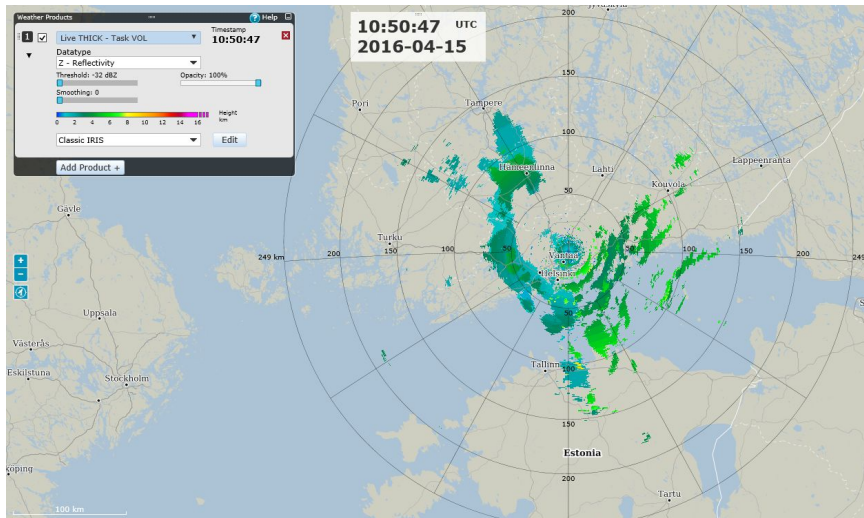 Weather Products
Help
1
Live THICK - Task VOL
Timestamp
10:50:47
Datatype
Z - Reflectivity
Threshold: -32 dBZ
Opacity: 100%
Smoothing: 0
0 2 4 6 8 10 12 14 16
Height
km
Classic IRIS
Edit
Add Product +
10:50:47 UTC
2016-04-15
200
Jyväskylä
150
Pori
Tampere
100
Hämeenlinna
Lahti
Lappeenranta
Kouvola
50
Gävle
Turku
249 km
200
150
100
50
Vantaa
50
100
150
200
249 km
Helsinki
+
−
Uppsala
50
Västerås
Tallinn
Eskilstuna
Stockholm
100
150
Estonia
200
Tartu
100 km